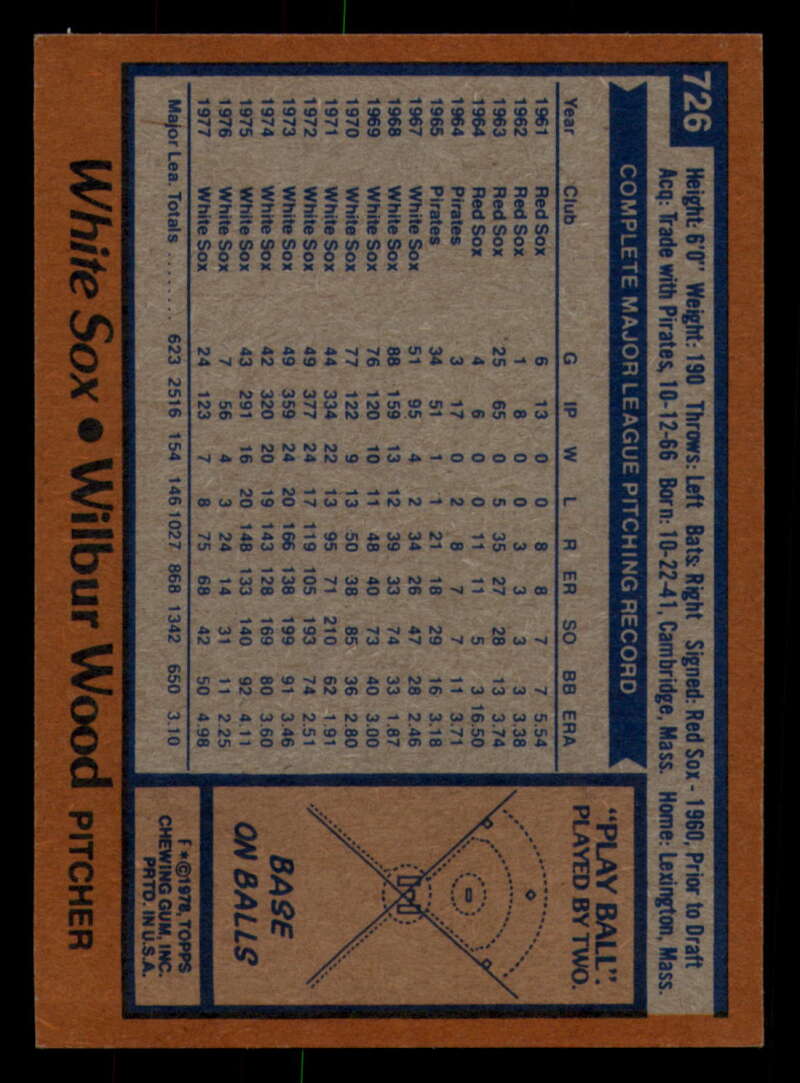 726
Height: 6'0" Weight: 190 Throws: Left Bats: Right Signed: Red Sox - 1960, Prior to Draft
Acq: Trade with Pirates, 10-12-66 Born: 10-22-41, Cambridge, Mass. Home: Lexington, Mass.
COMPLETE MAJOR LEAGUE PITCHING RECORD
Year Club G IP W L R ER SO BB ERA
1961 Red Sox 6 13 0 0 8 8 7 7 5.54
1962 Red Sox 1 8 0 0 3 3 3 3 3.38
1963 Red Sox 25 65 0 5 35 27 28 13 3.74
1964 Red Sox 4 6 0 0 11 11 5 3 16.50
1964 Pirates 3 17 0 2 8 7 7 11 3.71
1965 Pirates 34 51 1 1 21 18 29 16 3.18
1967 White Sox 51 95 4 2 34 26 47 28 2.46
1968 White Sox 88 159 13 12 39 33 74 33 1.87
1969 White Sox 76 120 10 11 48 40 73 40 3.00
1970 White Sox 77 122 9 13 50 38 85 36 2.80
1971 White Sox 44 334 22 13 95 71 210 62 1.91
1972 White Sox 49 377 24 17 119 105 193 74 2.51
1973 White Sox 49 359 24 20 166 138 199 91 3.46
1974 White Sox 42 320 20 19 143 128 169 80 3.60
1975 White Sox 43 291 16 20 148 133 140 92 4.11
1976 White Sox 7 56 4 3 24 14 31 11 2.25
1977 White Sox 24 123 7 8 75 68 42 50 4.98
Major Lea. Totals ........ 623 2516 154 146 1027 868 1342 650 3.10
"PLAY BALL".
PLAYED BY TWO.
BASE
ON BALLS
F*©1978, TOPPS
CHEWING GUM, INC.
PRTD. IN U.S.A.
White Sox • Wilbur Wood PITCHER